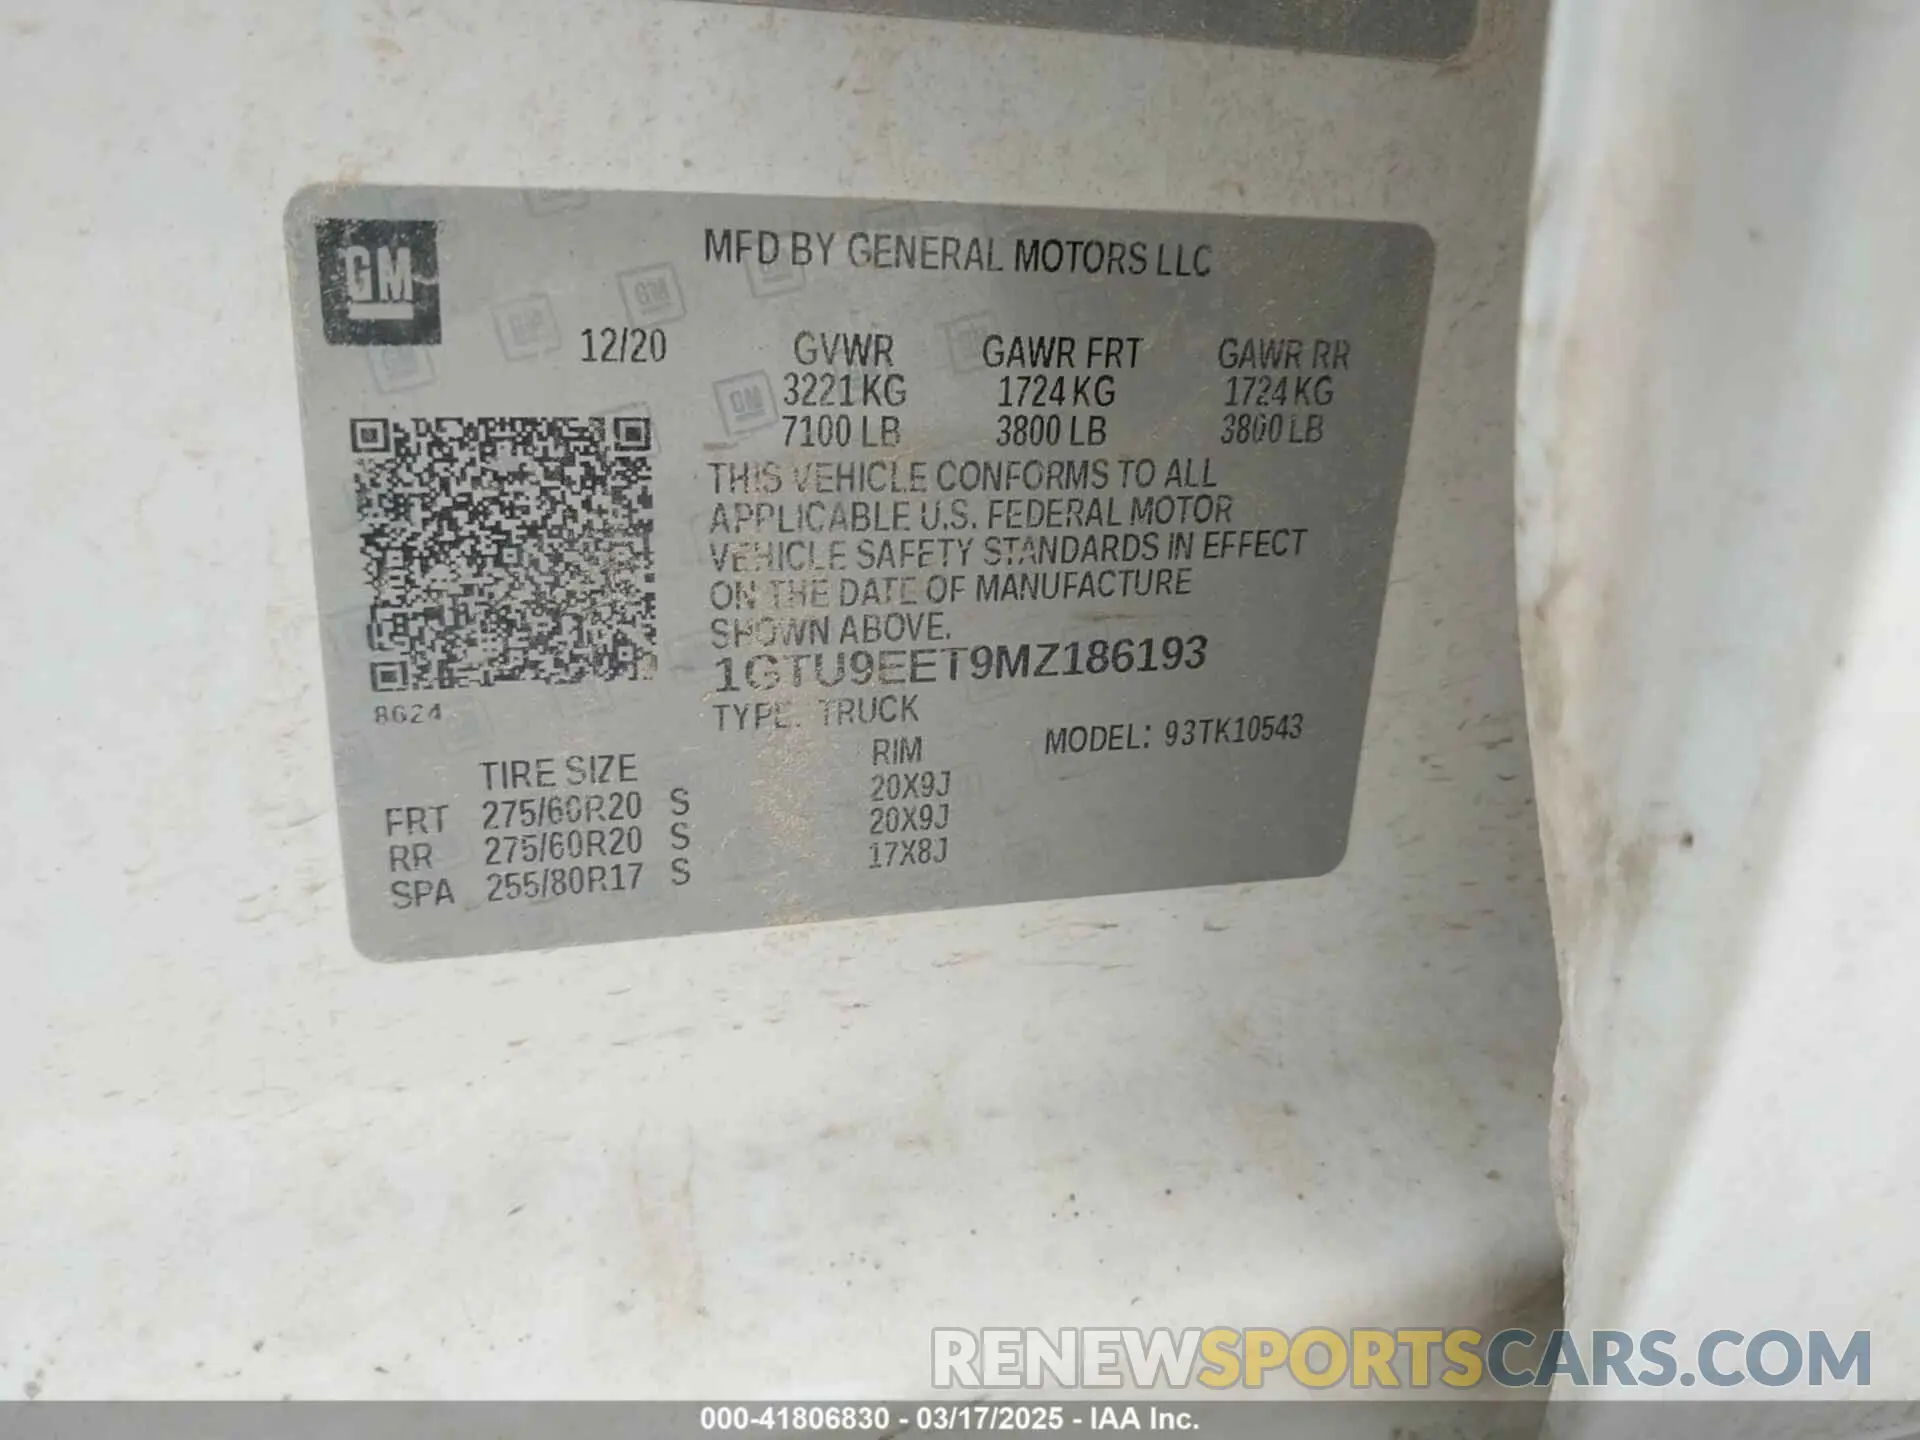 GM
MFD BY GENERAL MOTORS LLC
12/20 GVWR GAWR FRT GAWR RR
3221 KG 1724 KG 1724 KG
7100 LB 3800 LB 3800 LB
THIS VEHICLE CONFORMS TO ALL
APPLICABLE U.S. FEDERAL MOTOR
VEHICLE SAFETY STANDARDS IN EFFECT
ON THE DATE OF MANUFACTURE
SHOWN ABOVE.
1GTU9EET9MZ186193
8624
TYPE: TRUCK
MODEL: 93TK10543
TIRE SIZE RIM
FRT 275/60R20 S 20X9J
RR 275/60R20 S 20X9J
SPA 255/80R17 S 17X8J
RENEWSPORTSCARS.COM
000-41806830 - 03/17/2025 - IAA Inc.